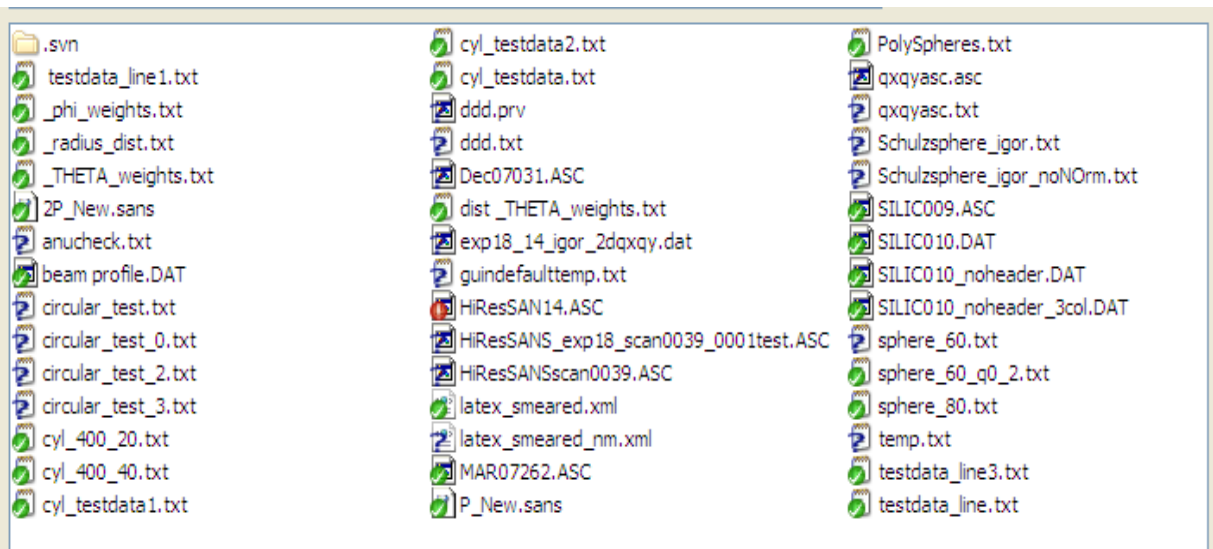 .svn
testdata_line1.txt
_phi_weights.txt
_radius_dist.txt
_THETA_weights.txt
2P_New.sans
anucheck.txt
beam profile.DAT
circular_test.txt
circular_test_0.txt
circular_test_2.txt
circular_test_3.txt
cyl_400_20.txt
cyl_400_40.txt
cyl_testdata1.txt
cyl_testdata2.txt
cyl_testdata.txt
ddd.prv
ddd.txt
Dec07031.ASC
dist _THETA_weights.txt
exp18_14_igor_2dqxqy.dat
guindefaulttemp.txt
HiResSAN14.ASC
HiResSANS_exp18_scan0039_0001test.ASC
HiResSANSscan0039.ASC
latex_smeared.xml
latex_smeared_nm.xml
MAR07262.ASC
P_New.sans
PolySpheres.txt
qxqyasc.asc
qxqyasc.txt
Schulzsphere_igor.txt
Schulzsphere_igor_noNOrm.txt
SILIC009.ASC
SILIC010.DAT
SILIC010_noheader.DAT
SILIC010_noheader_3col.DAT
sphere_60.txt
sphere_60_q0_2.txt
sphere_80.txt
temp.txt
testdata_line3.txt
testdata_line.txt